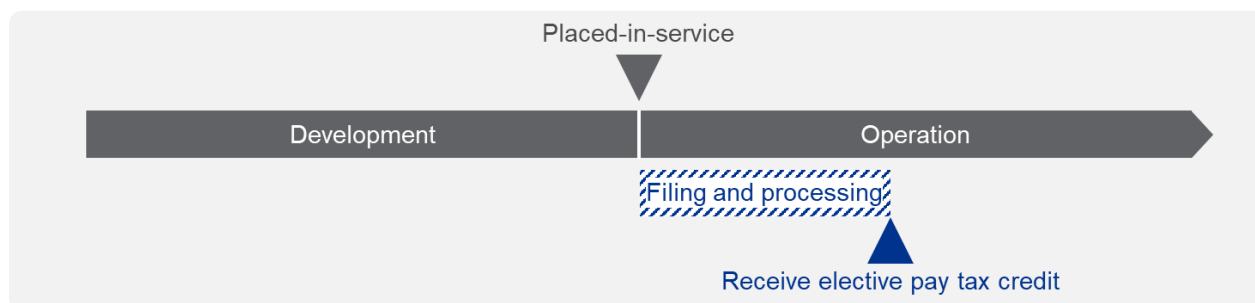 Placed-in-service
Development
Operation
Filing and processing
Receive elective pay tax credit